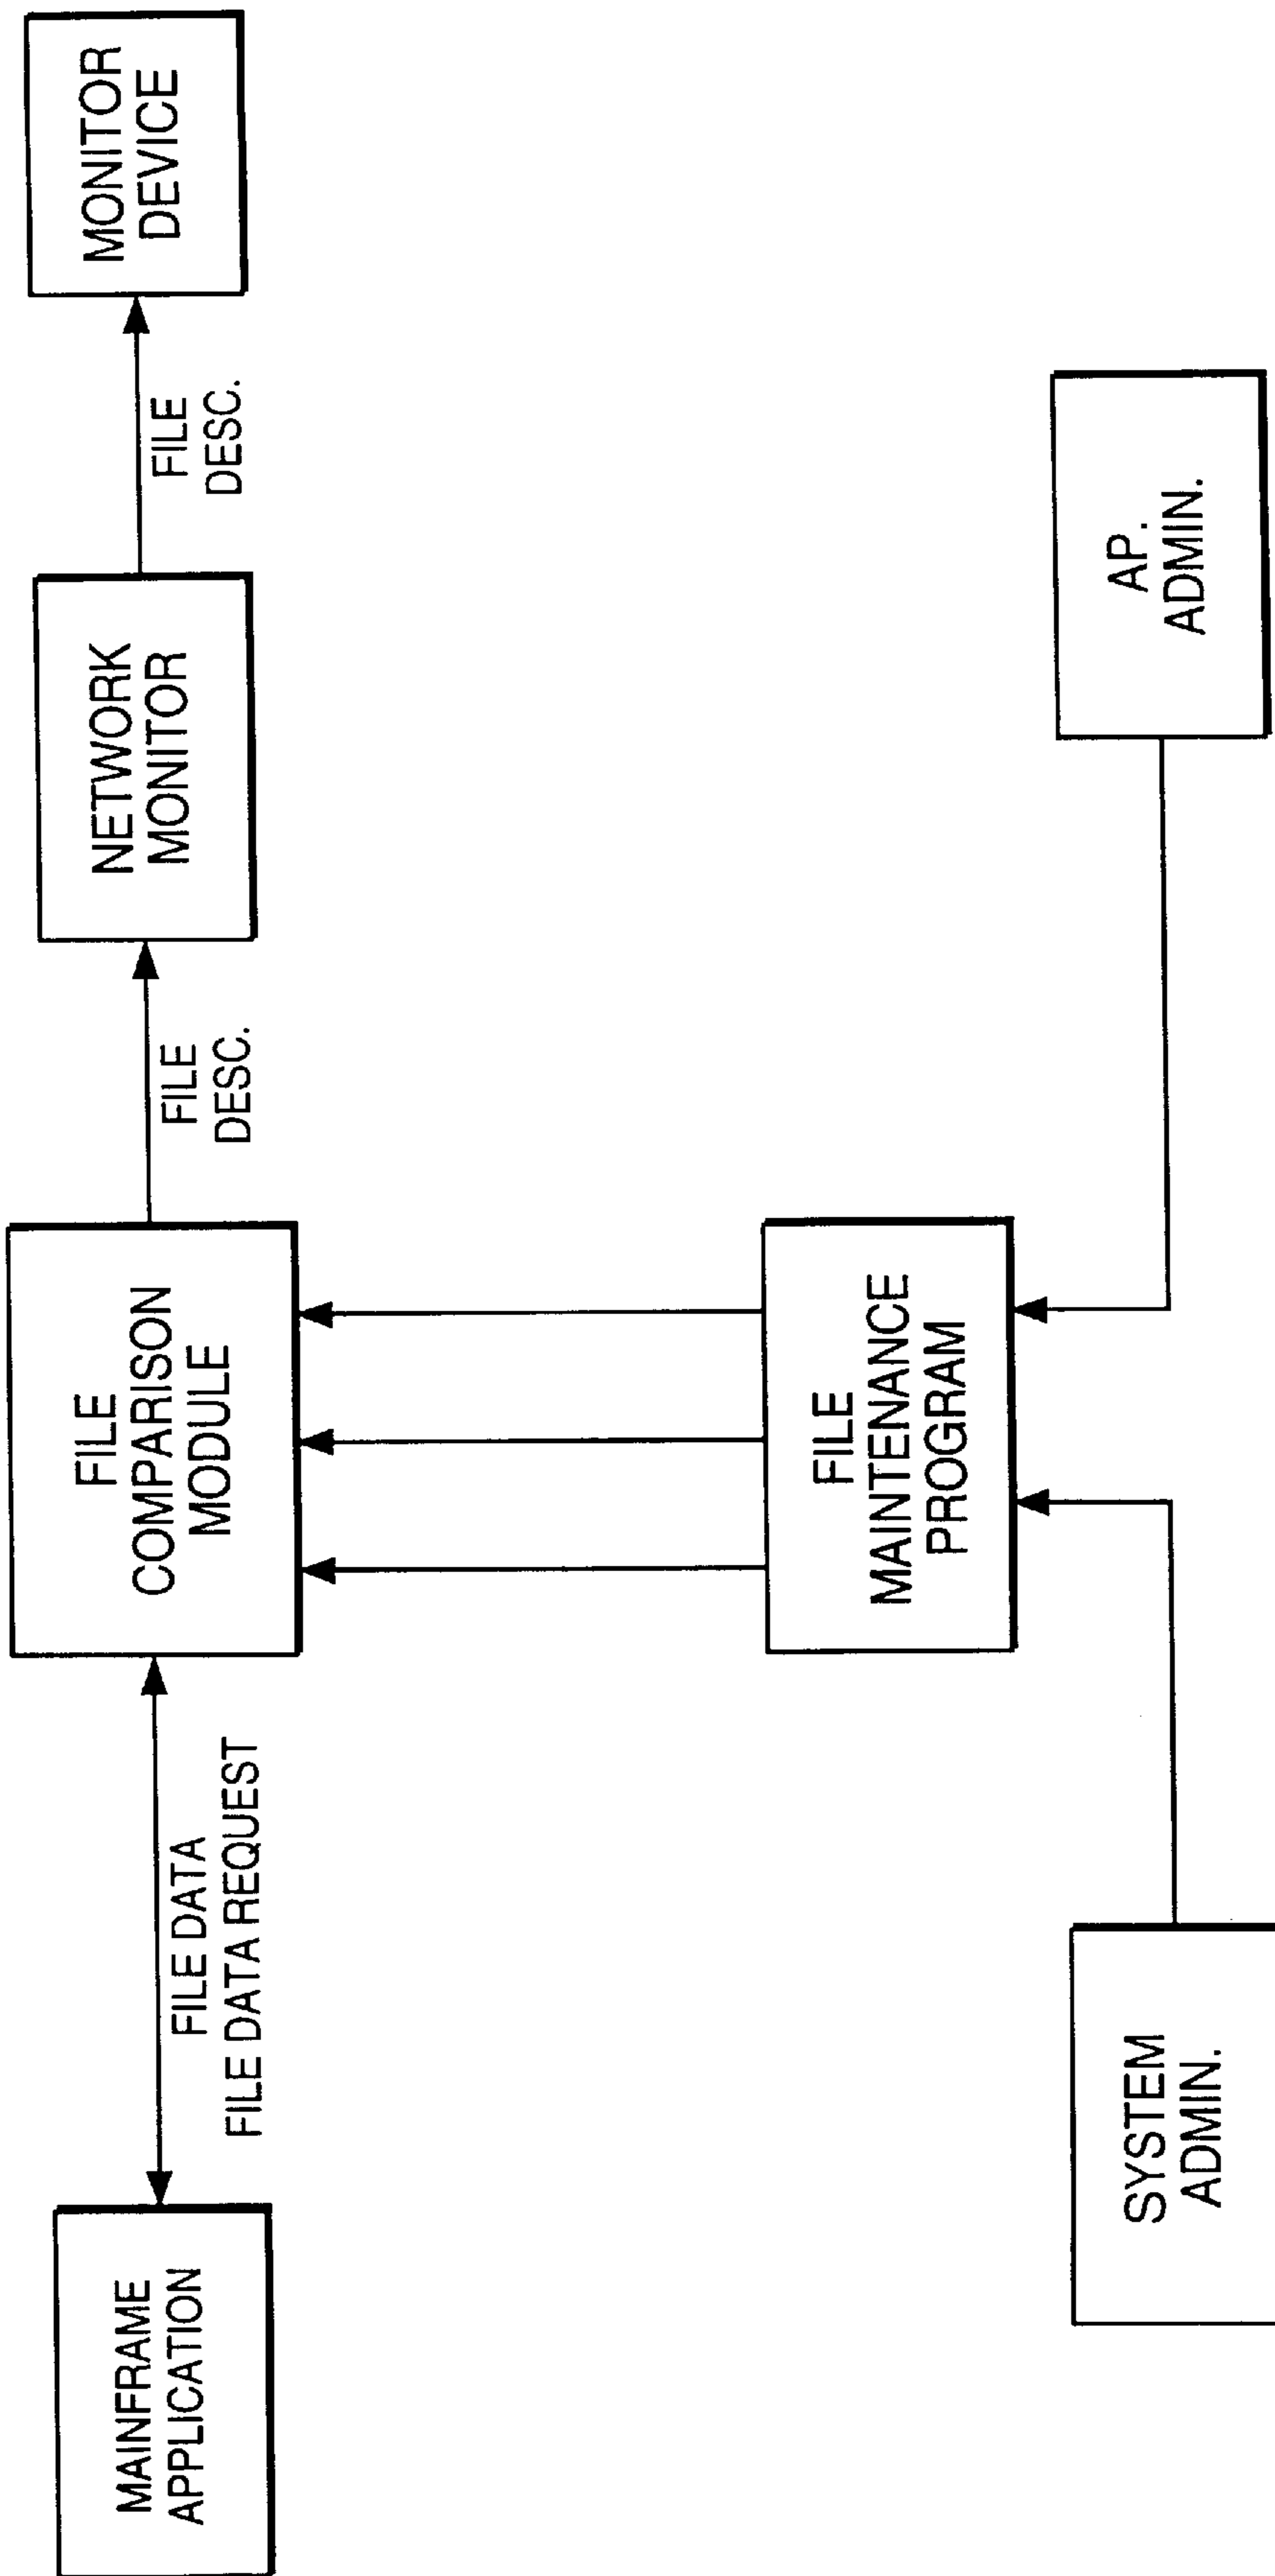 MAINFRAME
APPLICATION
FILE DATA
FILE DATA REQUEST
FILE
COMPARISON
MODULE
FILE
DESC.
NETWORK
MONITOR
FILE
DESC.
MONITOR
DEVICE
FILE
MAINTENANCE
PROGRAM
SYSTEM
ADMIN.
AP.
ADMIN.